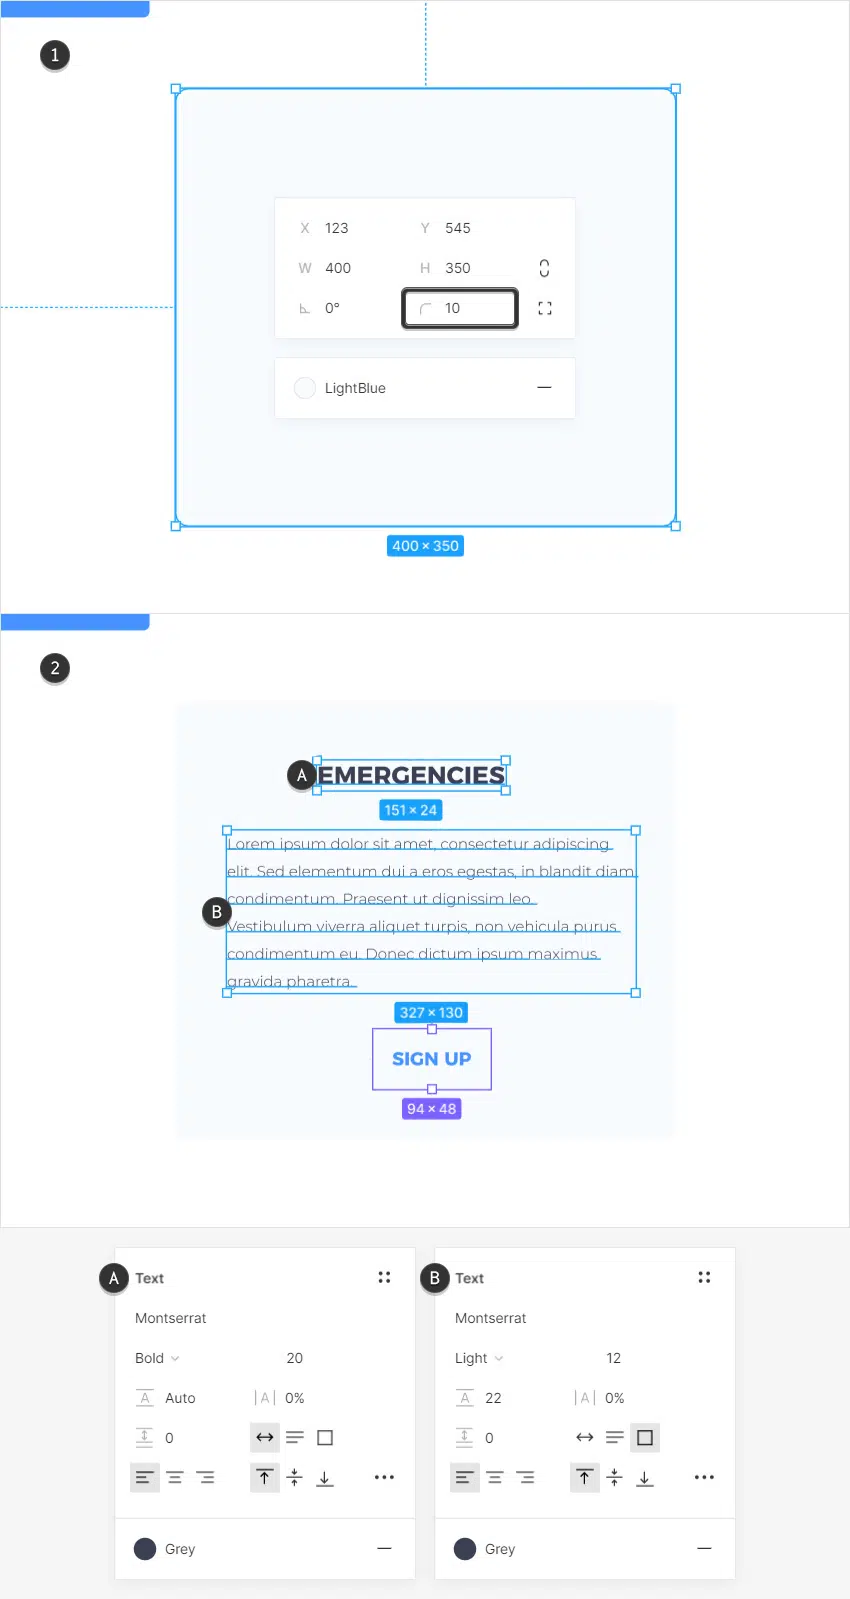 1
X 123 Y 545
W 400 H 350
0° 10
LightBlue
400 × 350
2
A EMERGENCIES
151 × 24
Lorem ipsum dolor sit amet, consectetur adipiscing
elit. Sed elementum dui a eros egestas, in blandit diam
condimentum. Praesent ut dignissim leo.
B
Vestibulum viverra aliquet turpis, non vehicula purus
condimentum eu. Donec dictum ipsum maximus
gravida pharetra.
327 × 130
SIGN UP
94 × 48
A Text
Montserrat
Bold 20
A Auto |A| 0%
0
Grey
B Text
Montserrat
Light 12
A 22 |A| 0%
0
Grey